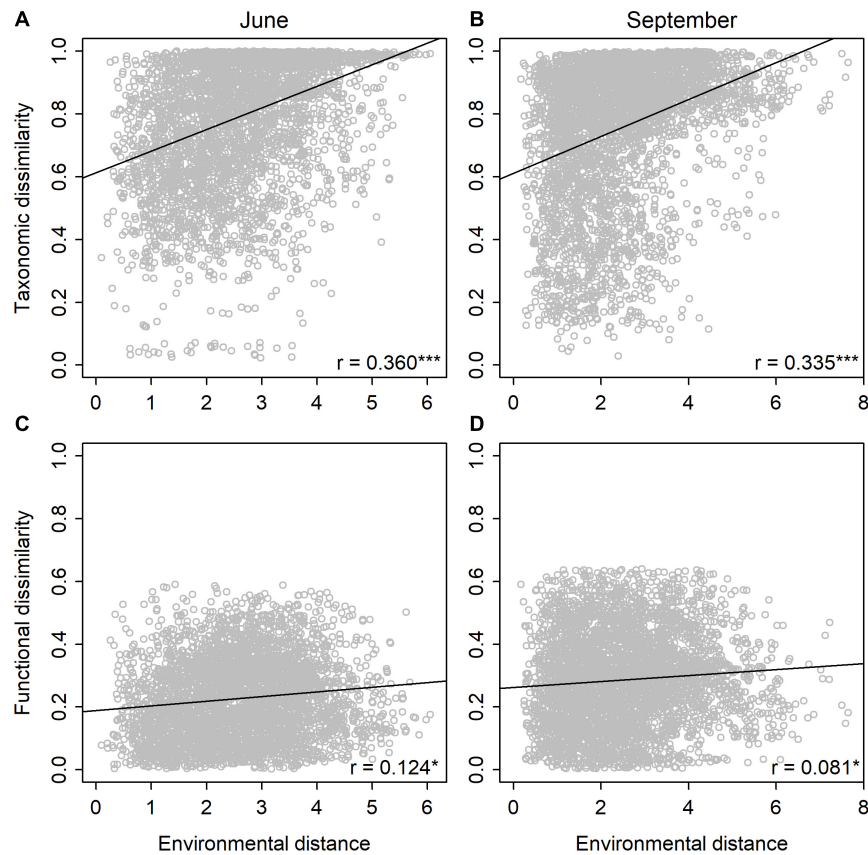 A June
B September
Taxonomic dissimilarity
1.0
0.8
0.6
0.4
0.2
0.0
r = 0.360***
0 1 2 3 4 5 6
1.0
0.8
0.6
0.4
0.2
0.0
r = 0.335***
0 2 4 6 8
C
D
Functional dissimilarity
1.0
0.8
0.6
0.4
0.2
0.0
r = 0.124*
0 1 2 3 4 5 6
Environmental distance
1.0
0.8
0.6
0.4
0.2
0.0
r = 0.081*
0 2 4 6 8
Environmental distance